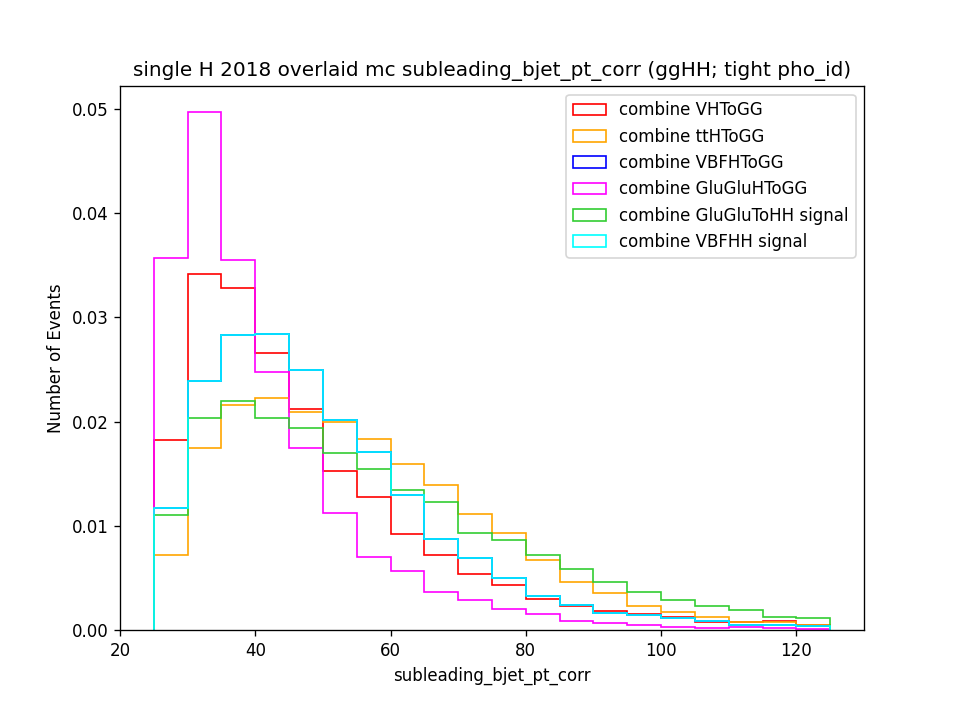 single H 2018 overlaid mc subleading_bjet_pt_corr (ggHH; tight pho_id)
combine VHToGG
combine ttHToGG
combine VBFHToGG
combine GluGluHToGG
combine GluGluToHH signal
combine VBFHH signal
Number of Events
0.05
0.04
0.03
0.02
0.01
0.00
20
40
60
80
100
120
subleading_bjet_pt_corr